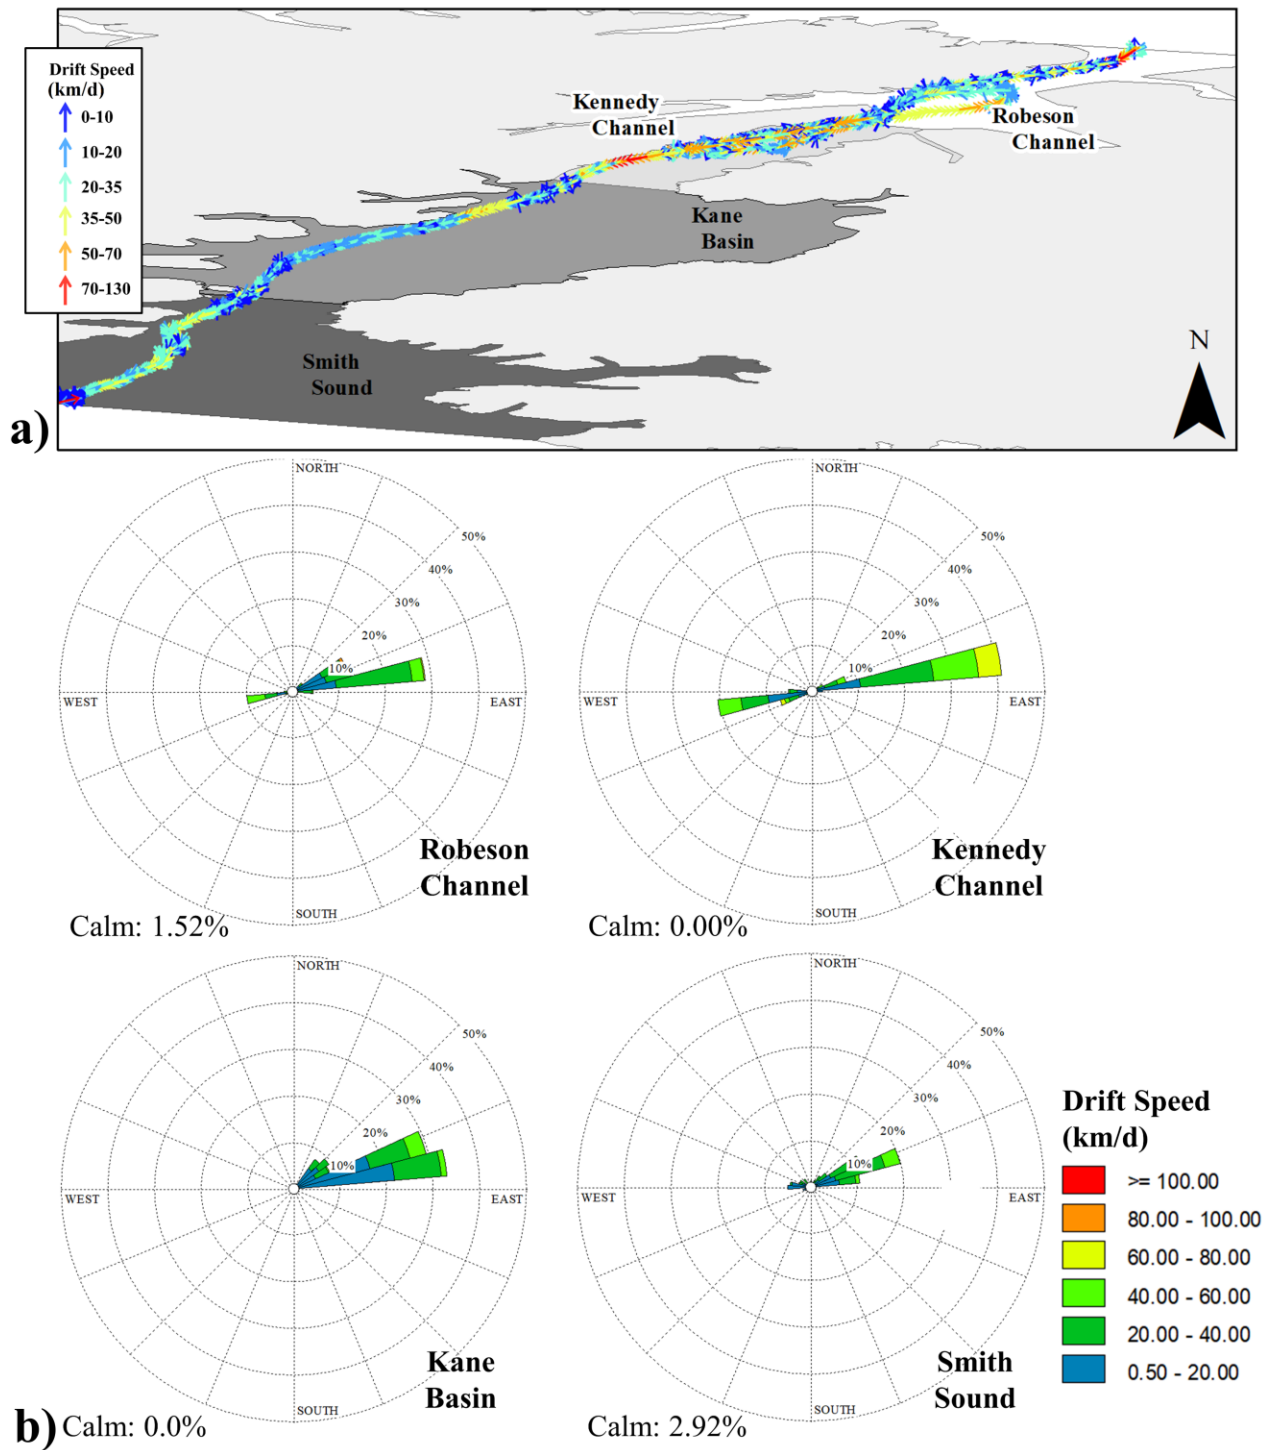 Drift Speed
(km/d)
0-10
10-20
20-35
35-50
50-70
70-130
Kennedy
Channel
Robeson
Channel
Kane
Basin
Smith
Sound
N
a)
NORTH
50%
40%
30%
20%
10%
WEST
EAST
SOUTH
Robeson
Channel
Calm: 1.52%
NORTH
50%
40%
30%
20%
10%
WEST
EAST
SOUTH
Kennedy
Channel
Calm: 0.00%
NORTH
50%
40%
30%
20%
10%
WEST
EAST
SOUTH
Kane
Basin
b) Calm: 0.0%
NORTH
50%
40%
30%
20%
10%
WEST
EAST
SOUTH
Smith
Sound
Calm: 2.92%
Drift Speed
(km/d)
>= 100.00
80.00 - 100.00
60.00 - 80.00
40.00 - 60.00
20.00 - 40.00
0.50 - 20.00